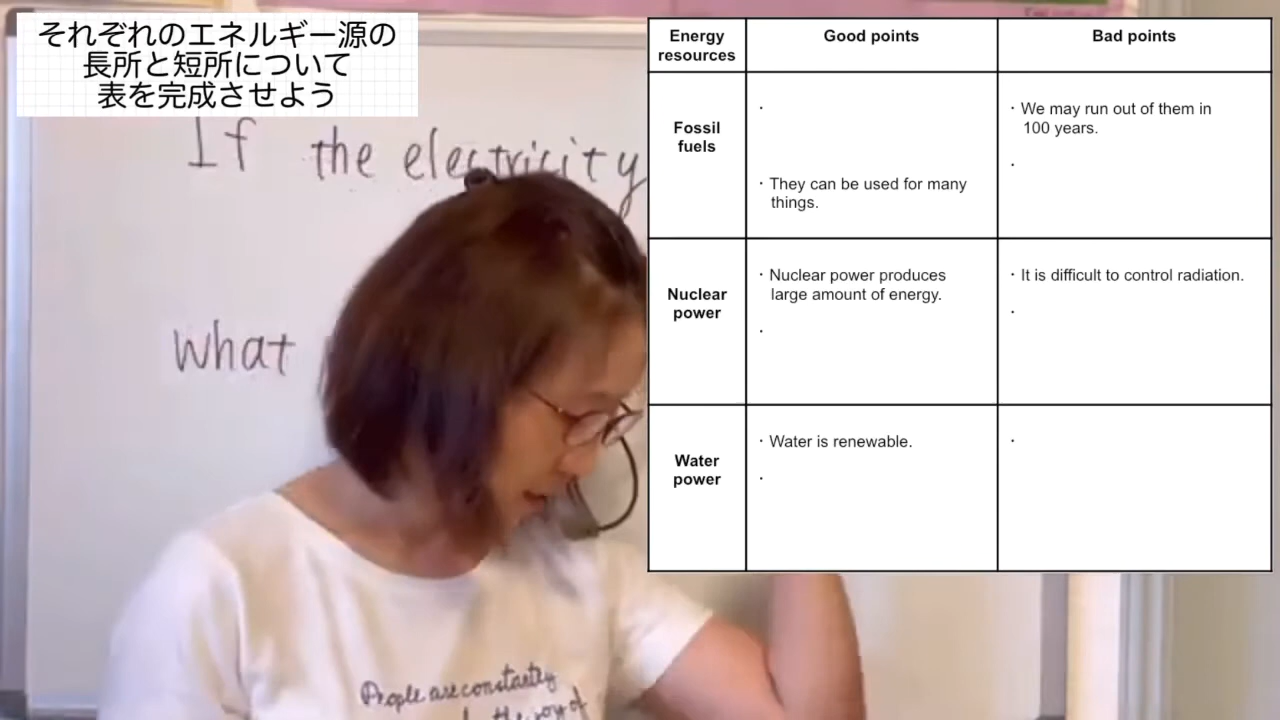 それぞれのエネルギー源の
長所と短所について
表を完成させよう
If the electricity
what
People are constantly
Energy
resources
Good points
Bad points
Fossil
fuels
·
· They can be used for many
things.
· We may run out of them in
100 years.
·
Nuclear
power
· Nuclear power produces
large amount of energy.
·
· It is difficult to control radiation.
·
Water
power
· Water is renewable.
·
·